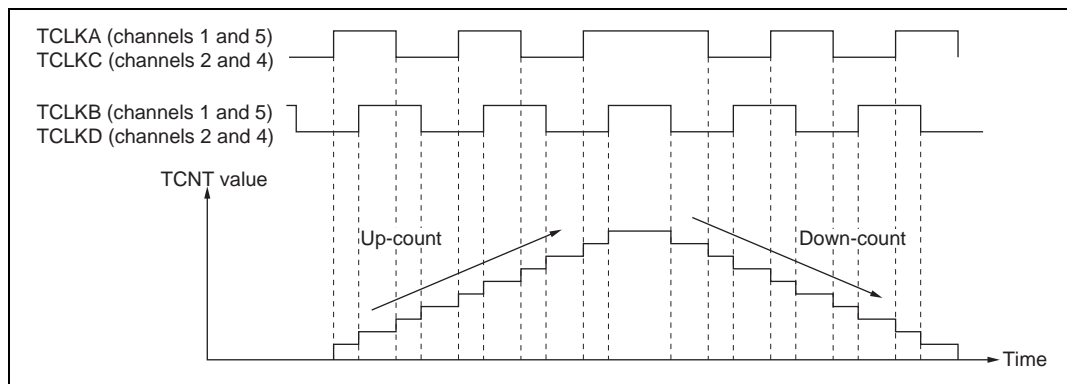 TCLKA (channels 1 and 5)
TCLKC (channels 2 and 4)
TCLKB (channels 1 and 5)
TCLKD (channels 2 and 4)
TCNT value
Up-count
Down-count
Time